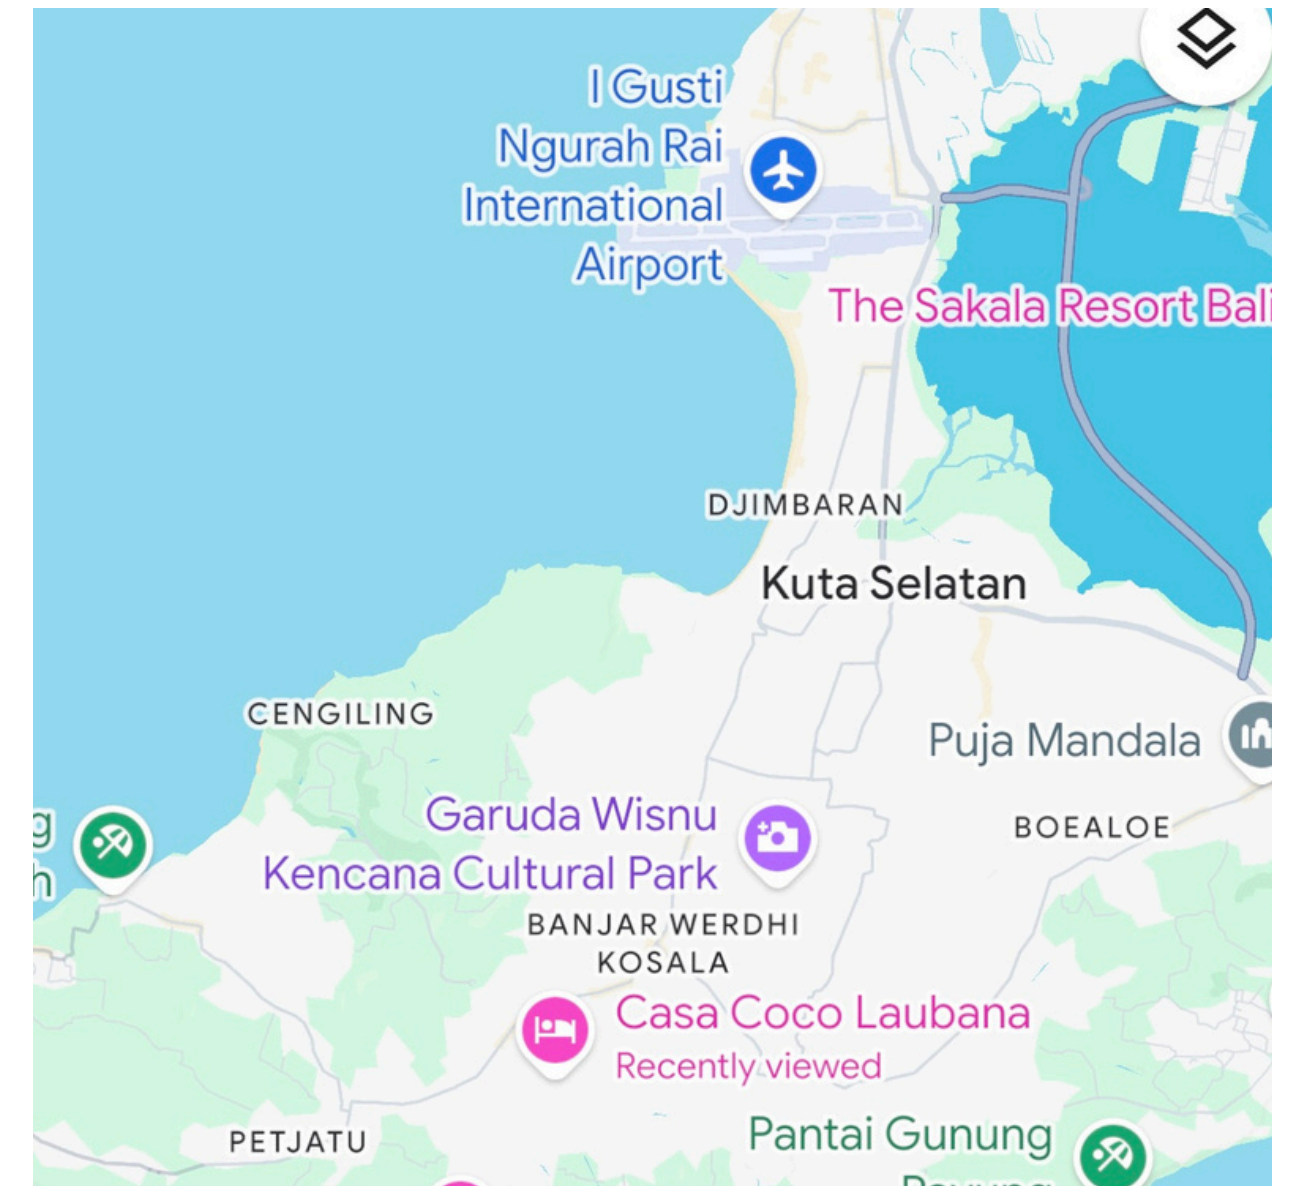 I Gusti
Ngurah Rai
International
Airport
The Sakala Resort Bali
DJIMBARAN
Kuta Selatan
CENGILING
Puja Mandala
Garuda Wisnu
Kencana Cultural Park
BOEALOE
BANJAR WERDHI
KOSALA
Casa Coco Laubana
Recently viewed
PETJATU
Pantai Gunung